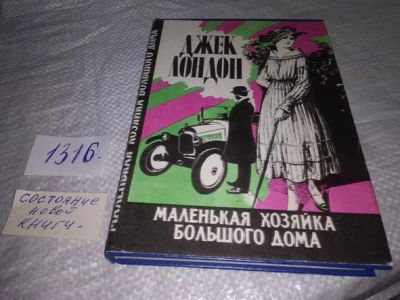 ДЖЕК
ЛОНДОН
МАЛЕНЬКАЯ ХОЗЯЙКА
БОЛЬШОГО ДОМА
МАЛЕНЬКАЯ ХОЗЯЙКА БОЛЬШОГО ДОМА
1316.
СОСТОЯНИЕ
НОВОЙ
КНИГИ.